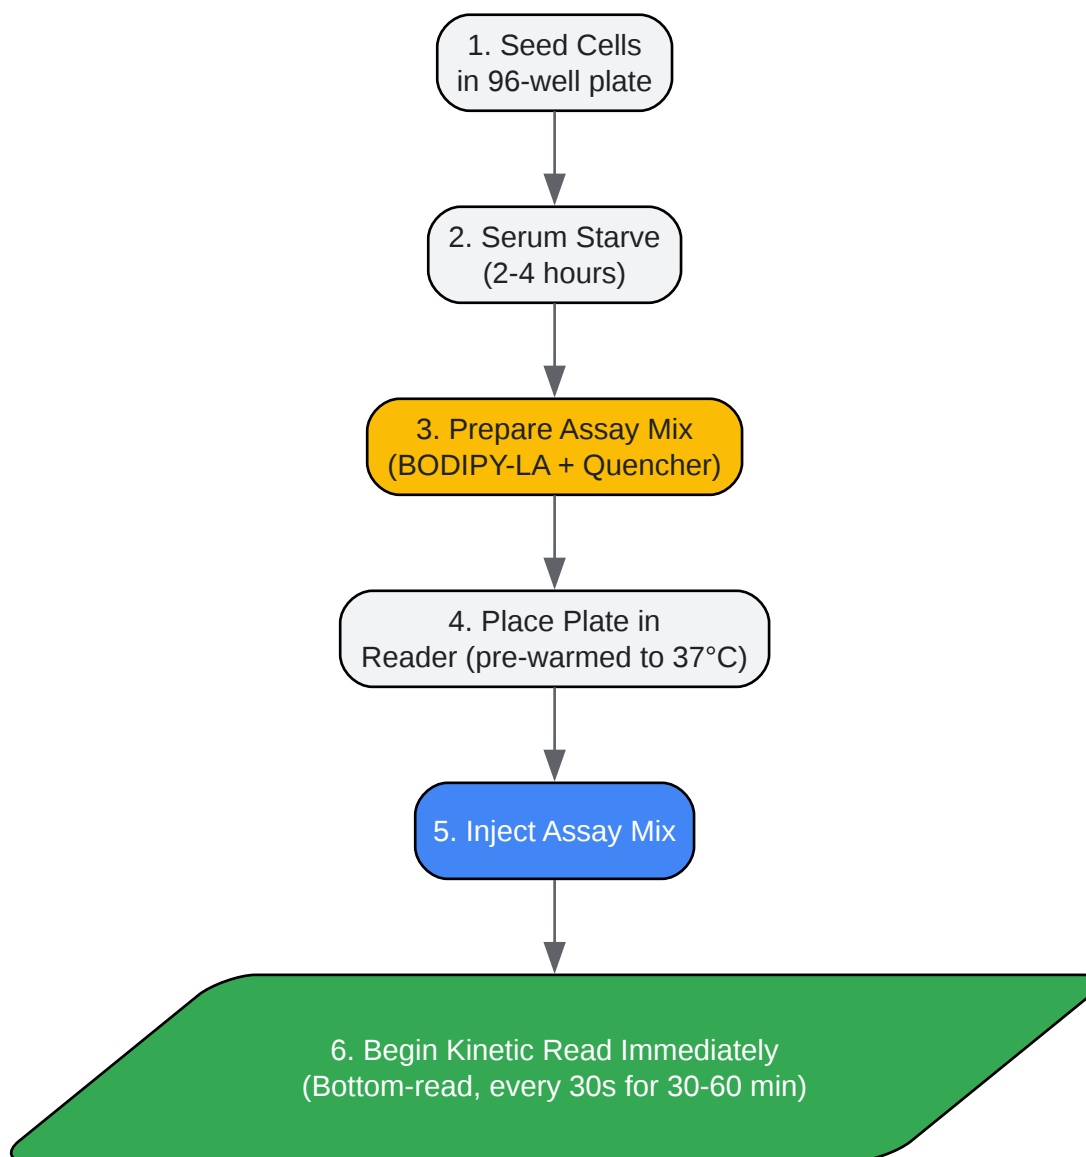 1. Seed Cells
in 96-well plate
2. Serum Starve
(2-4 hours)
3. Prepare Assay Mix
(BODIPY-LA + Quencher)
4. Place Plate in
Reader (pre-warmed to 37°C)
5. Inject Assay Mix
6. Begin Kinetic Read Immediately
(Bottom-read, every 30s for 30-60 min)